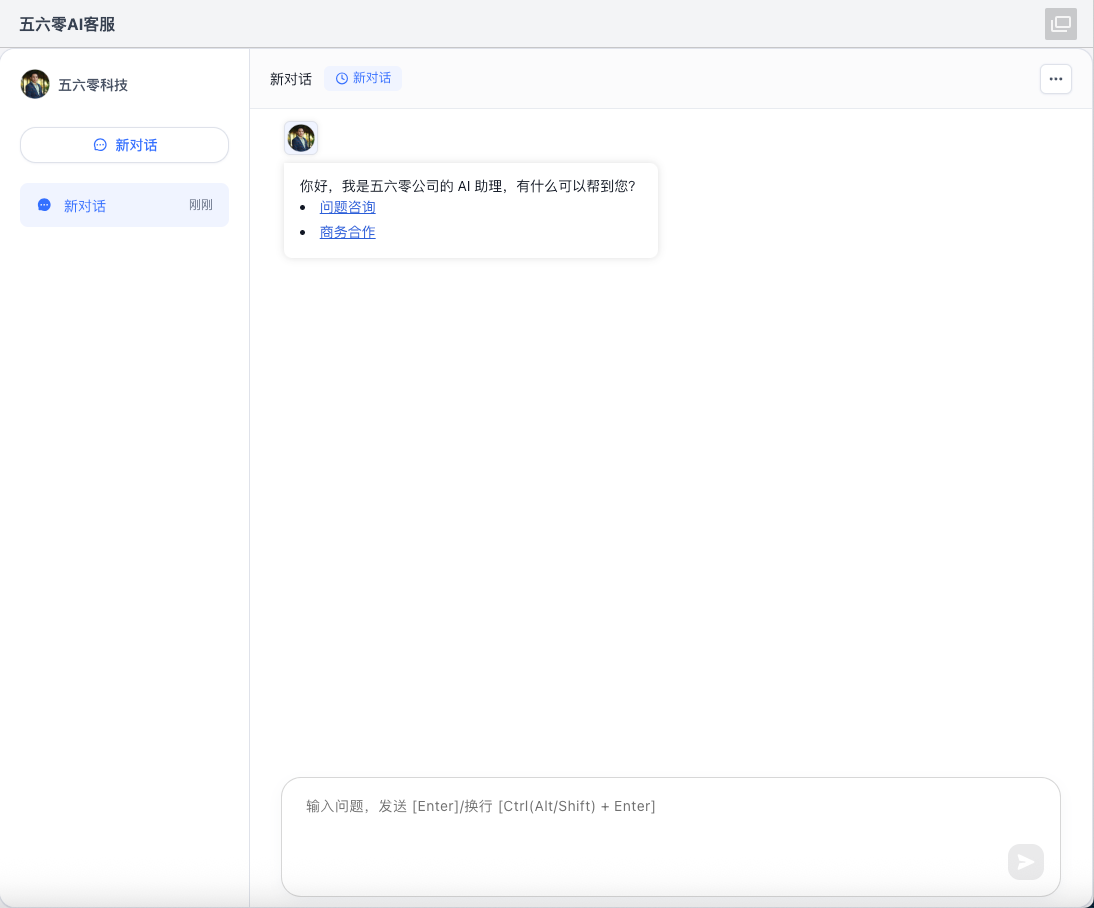 五六零AI客服
五六零科技
新对话
新对话 刚刚
新对话 新对话
你好，我是五六零公司的 AI 助理，有什么可以帮到您?
问题咨询
商务合作
输入问题，发送 [Enter]/换行 [Ctrl(Alt/Shift) + Enter]